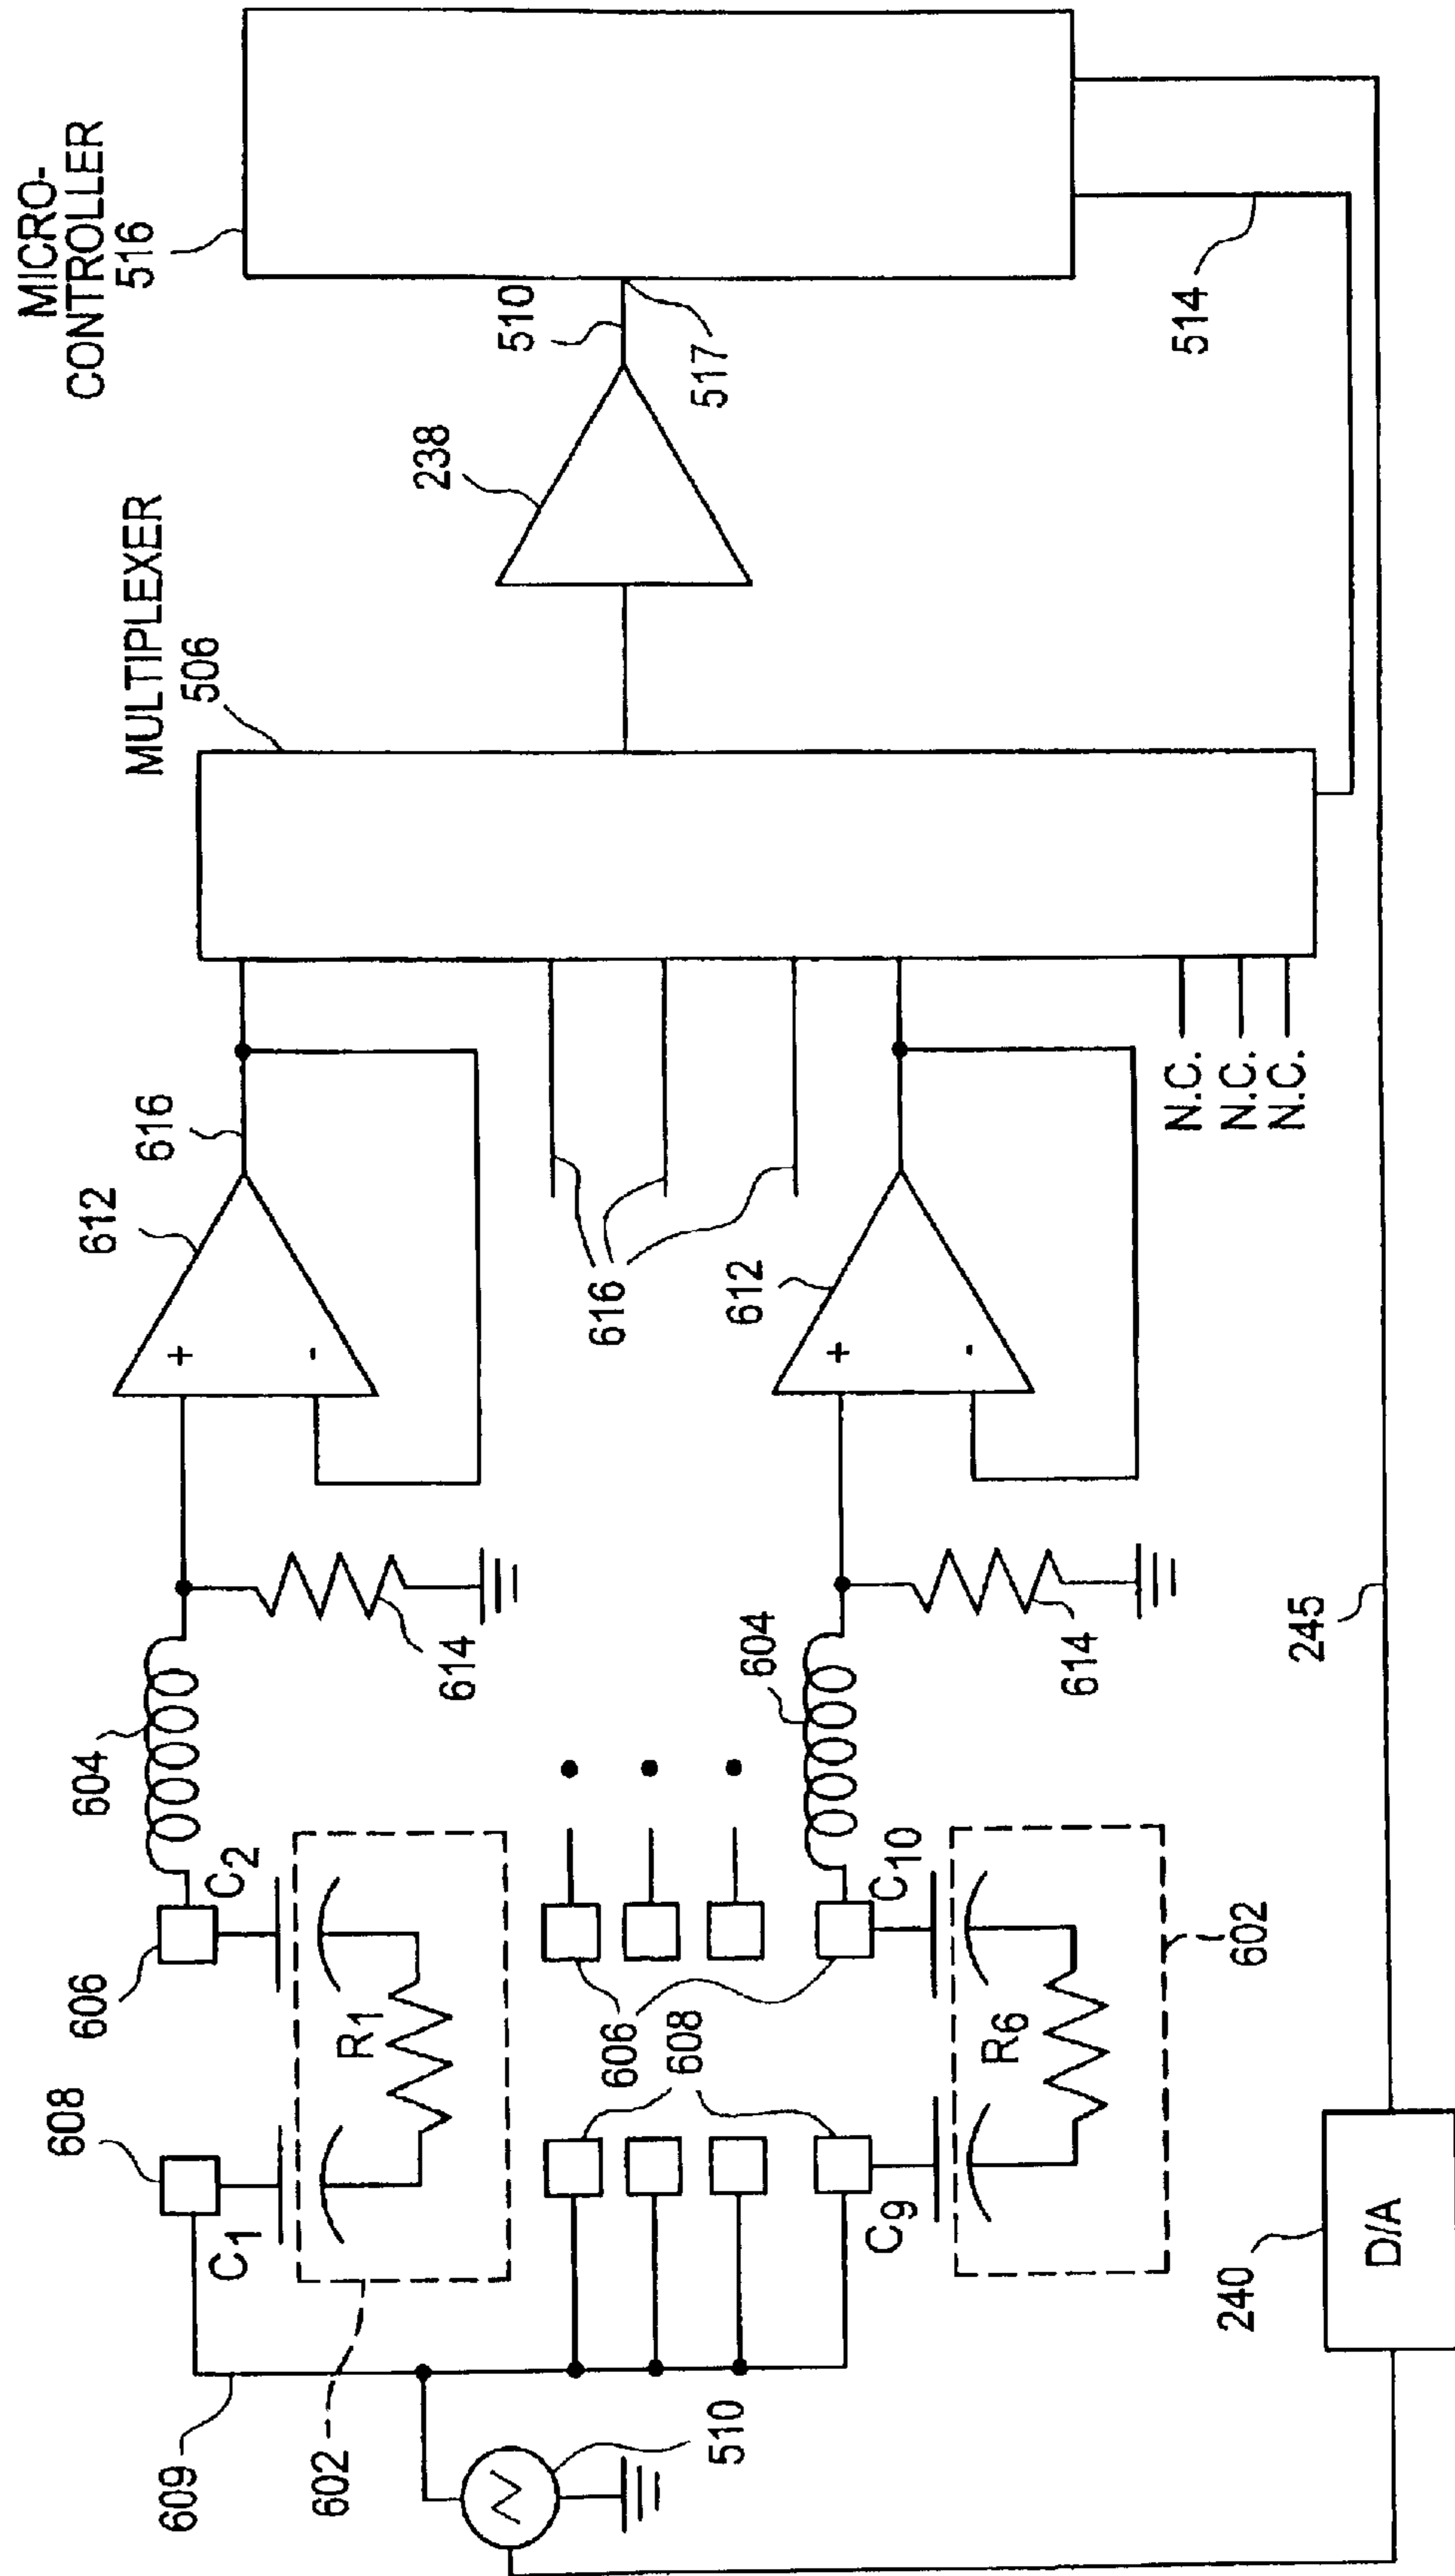 MICRO-
CONTROLLER
516
MULTIPLEXER
506
238
510
517
514
612
616
616
612
+
-
+
-
N.C.
N.C.
N.C.
604
614
604
614
245
608
606
C1
C2
R1
602
606
608
C9
C10
R6
602
609
510
240
D/A